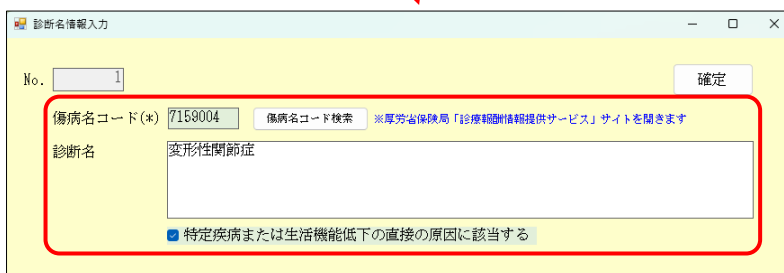 診断名情報入力
No. 1 確定
傷病名コード(*) 7159004 傷病名コード検索 ※厚労省保険局「診療報酬情報提供サービス」サイトを開きます
診断名 変形性関節症
特定疾病または生活機能低下の直接の原因に該当する